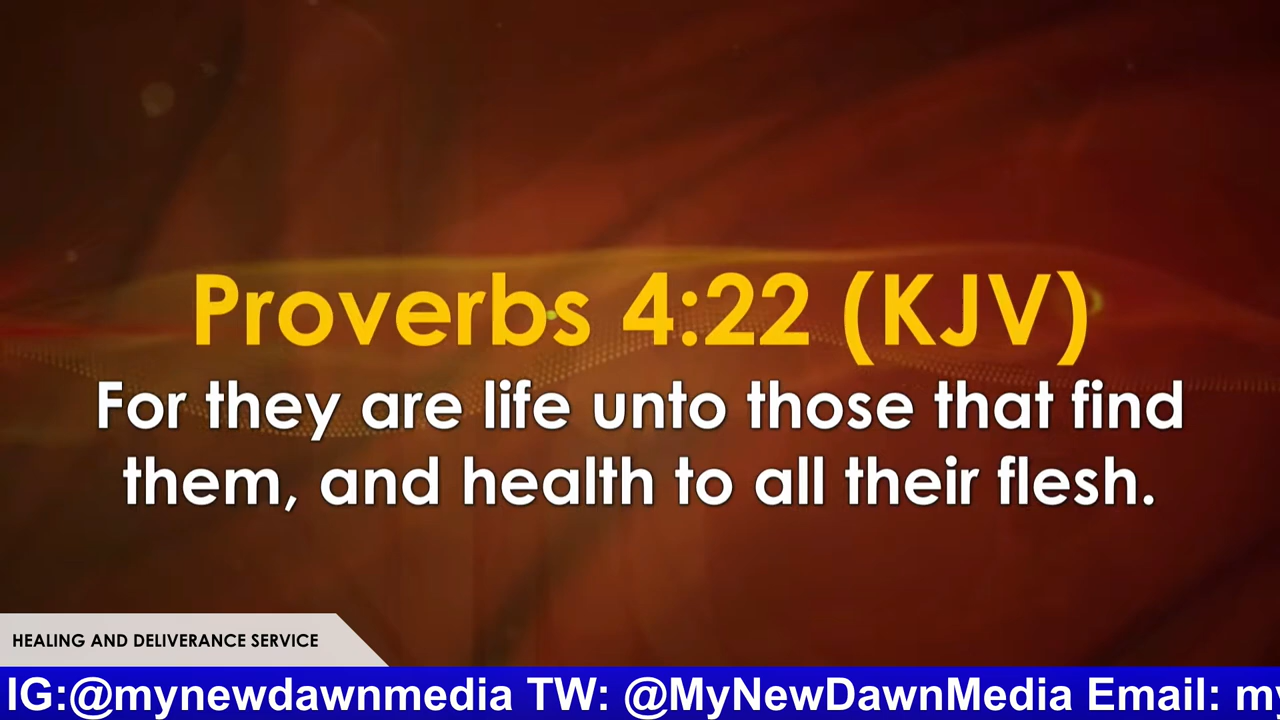 Proverbs 4:22 (KJV)
For they are life unto those that find
them, and health to all their flesh.
HEALING AND DELIVERANCE SERVICE
IG:@mynewdawnmedia TW: @MyNewDawnMedia Email: